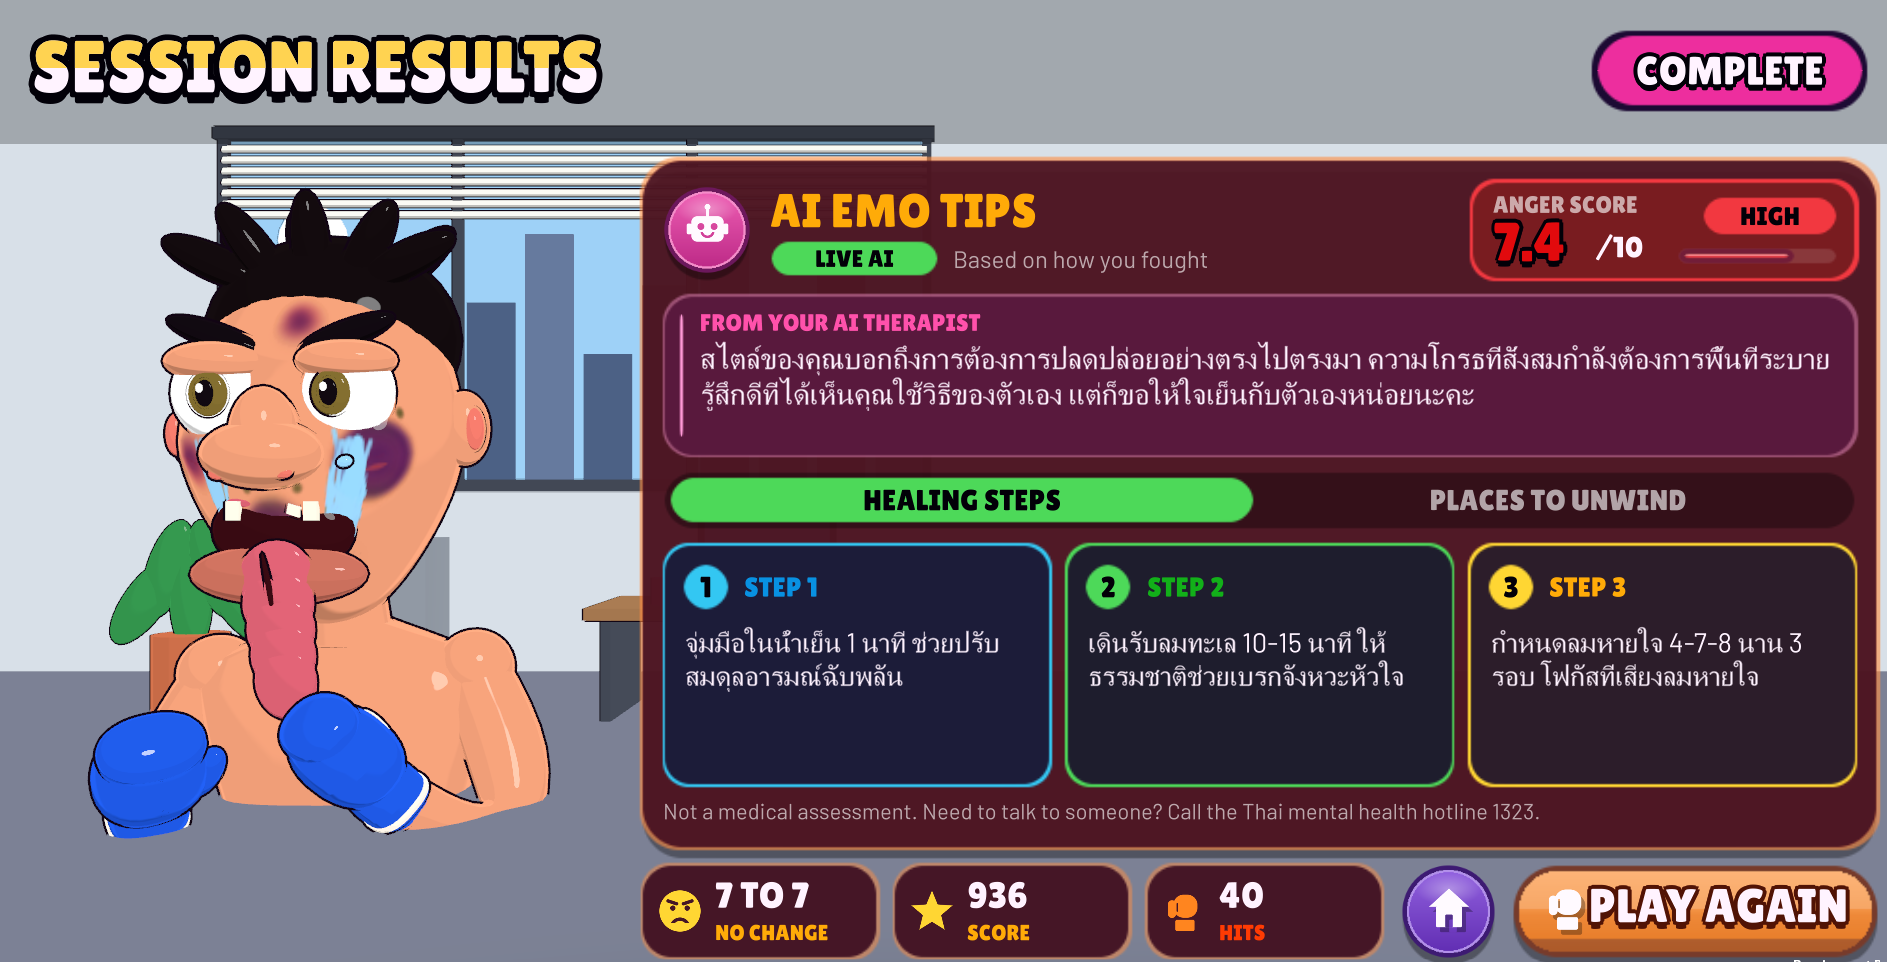 SESSION RESULTS
COMPLETE
AI EMO TIPS
LIVE AI
Based on how you fought
ANGER SCORE
7.4 /10
HIGH
FROM YOUR AI THERAPIST
สไตล์ของคุณบอกถึงการต้องการปลดปล่อยอย่างตรงไปตรงมา ความโกรธที่สั่งสมกำลังต้องการพื้นที่ระบาย
รู้สึกดีที่ได้เห็นคุณใช้วิธีของตัวเอง แต่ก็ขอให้ใจเย็นกับตัวเองหน่อยนะคะ
HEALING STEPS
PLACES TO UNWIND
1 STEP 1
จุ่มมือในน้ำเย็น 1 นาที ช่วยปรับ
สมดุลอารมณ์ฉับพลัน
2 STEP 2
เดินรับลมทะเล 10-15 นาที ให้
ธรรมชาติช่วยเบรกจังหวะหัวใจ
3 STEP 3
กำหนดลมหายใจ 4-7-8 นาน 3
รอบ โฟกัสที่เสียงลมหายใจ
Not a medical assessment. Need to talk to someone? Call the Thai mental health hotline 1323.
7 TO 7
NO CHANGE
936
SCORE
40
HITS
PLAY AGAIN